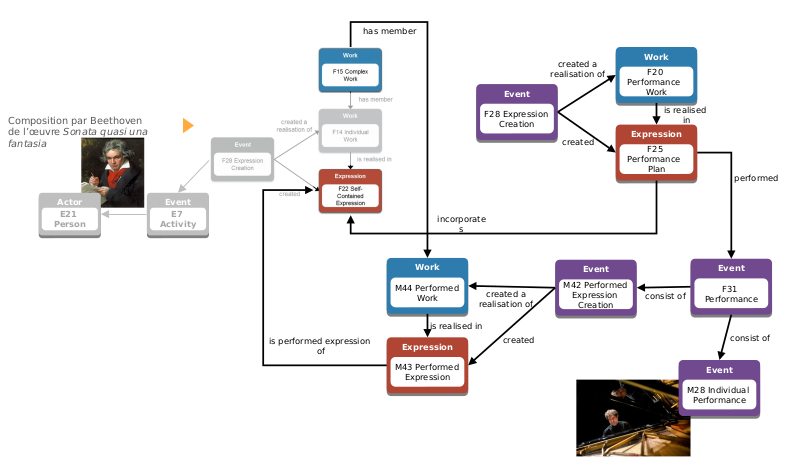 has member
Work
F15 Complex
Work
has member
Work
F14 Individual
Work
created a
realisation of
is realised in
Expression
F22 Self-
Contained
Expression
created
Event
F28 Expression
Creation
Composition par Beethoven
de l’œuvre Sonata quasi una
fantasia
Actor
E21
Person
Event
E7
Activity
Event
F28 Expression
Creation
created a
realisation of
created
Work
F20
Performance
Work
is realised
in
Expression
F25
Performance
Plan
performed
incorporate
s
Work
M44 Performed
Work
created a
realisation of
Event
M42 Performed
Expression
Creation
consist of
Event
F31
Performance
is realised in
created
consist of
is performed expression
of
Expression
M43 Performed
Expression
Event
M28 Individual
Performance